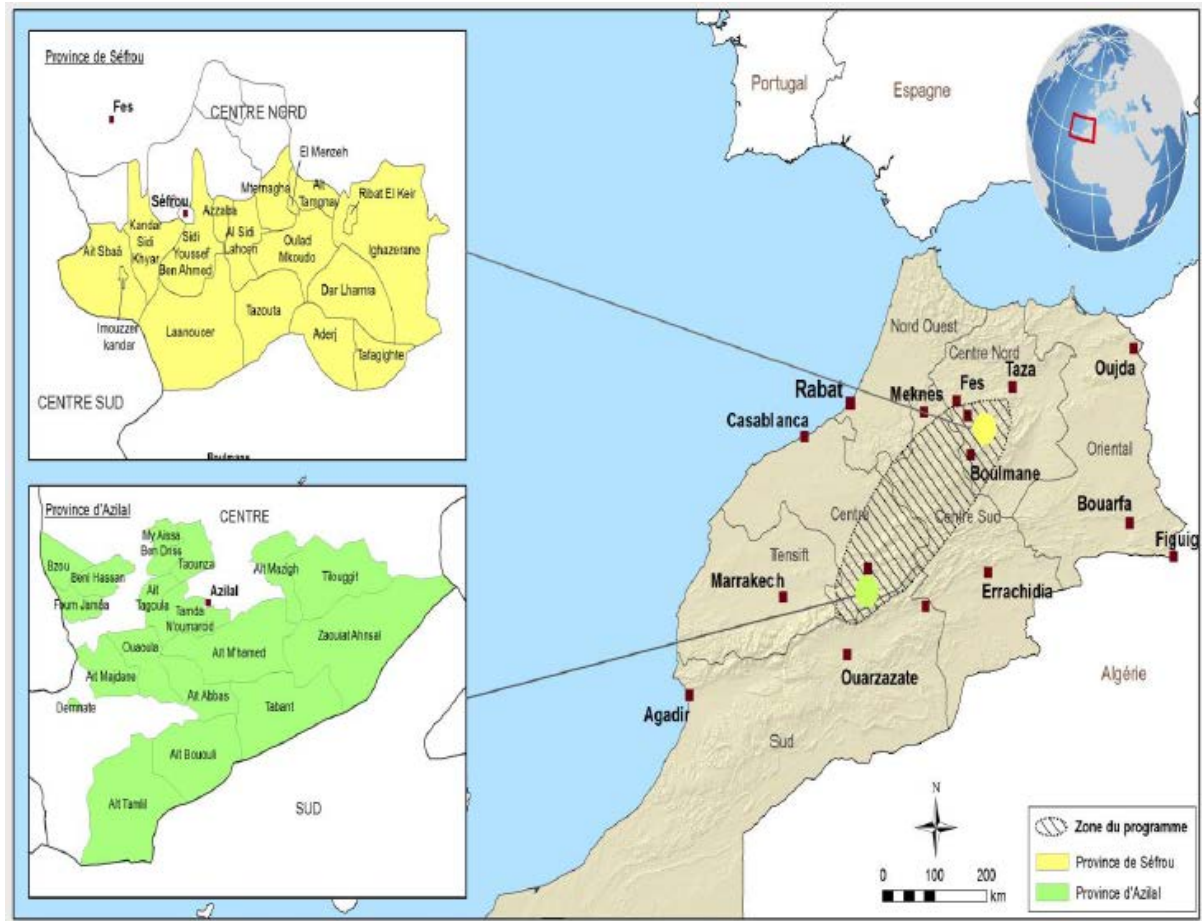 Province de Séfrou
Fes
CENTRE NORD
El Menzeh
Mternagha
Ait
Tamgnay
Ribat El Keir
Séfrou
Azzaba
Kandar
Sidi
Khyar
Sidi
Youssef
Ben Ahmed
Al Sidi
Lahcen
Oulad
Mkoudo
Ighazerane
Ait Sbaâ
Dar Lhamra
Imouzzer
kandar
Laanoucer
Tazouta
Aderj
Tafagighte
CENTRE SUD
Boulmane
Province d'Azilal
CENTRE
My Aissa
Ben Driss
Taounza
Bzou
Beni Hassan
Ait Mazigh
Tilouggit
Foum Jamâa
Ait
Tagoula
Azilal
Tamda
N'oumarcid
Ouaoula
Zaouiat Ahnsal
Ait M'hamed
Ait Majdane
Ait Abbas
Demnate
Tabant
Ait Bououli
Ait Tamlil
SUD
Portugal
Espagne
Nord Ouest
Centre Nord
Taza
Oujda
Fes
Rabat
Meknes
Casablanca
Oriental
Boulmane
Centre
Centre Sud
Bouarfa
Tensift
Figuig
Marrakech
Errachidia
Ouarzazate
Algérie
Agadir
Sud
N
0 100 200
km
Zone du programme
Province de Séfrou
Province d'Azilal